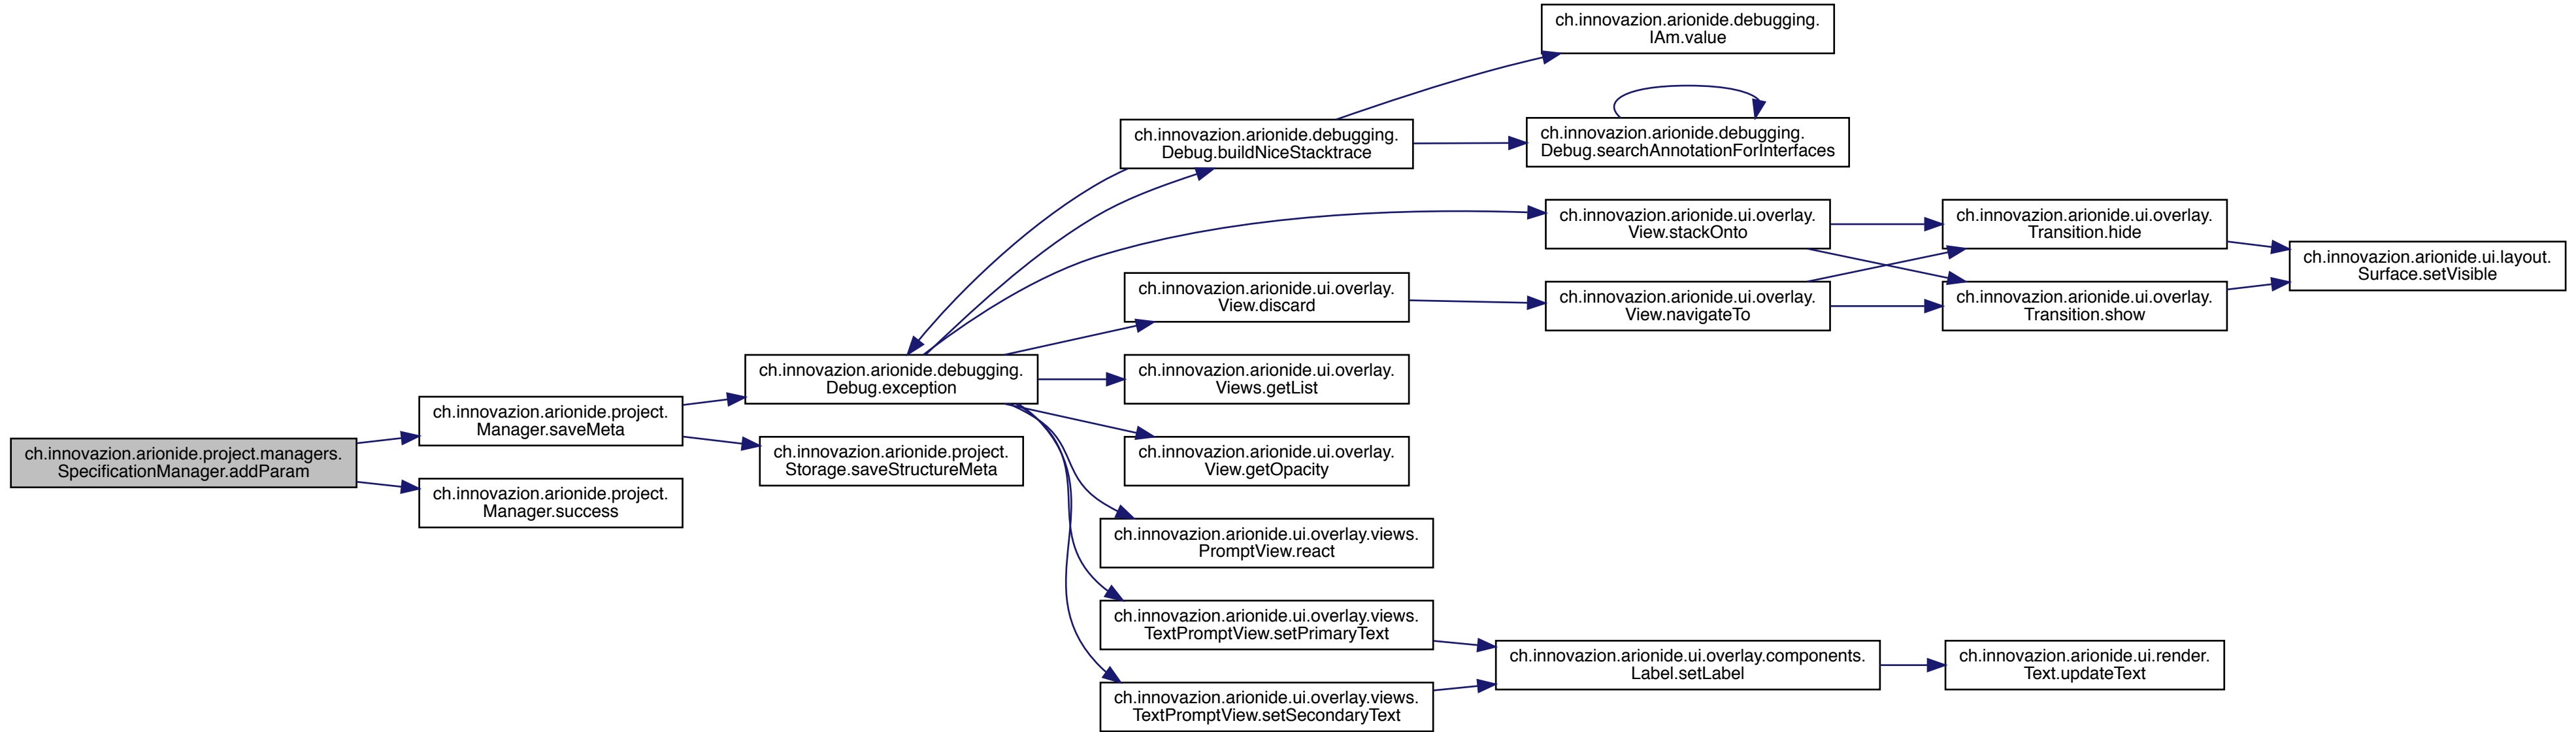 ch.innovazion.arionide.project.managers.
SpecificationManager.addParam
ch.innovazion.arionide.project.
Manager.saveMeta
ch.innovazion.arionide.project.
Manager.success
ch.innovazion.arionide.debugging.
Debug.exception
ch.innovazion.arionide.project.
Storage.saveStructureMeta
ch.innovazion.arionide.debugging.
Debug.buildNiceStacktrace
ch.innovazion.arionide.ui.overlay.
View.discard
ch.innovazion.arionide.ui.overlay.
Views.getList
ch.innovazion.arionide.ui.overlay.
View.getOpacity
ch.innovazion.arionide.ui.overlay.views.
PromptView.react
ch.innovazion.arionide.ui.overlay.views.
TextPromptView.setPrimaryText
ch.innovazion.arionide.ui.overlay.views.
TextPromptView.setSecondaryText
ch.innovazion.arionide.debugging.
IAm.value
ch.innovazion.arionide.debugging.
Debug.searchAnnotationForInterfaces
ch.innovazion.arionide.ui.overlay.
View.stackOnto
ch.innovazion.arionide.ui.overlay.
View.navigateTo
ch.innovazion.arionide.ui.overlay.components.
Label.setLabel
ch.innovazion.arionide.ui.overlay.
Transition.hide
ch.innovazion.arionide.ui.overlay.
Transition.show
ch.innovazion.arionide.ui.render.
Text.updateText
ch.innovazion.arionide.ui.layout.
Surface.setVisible